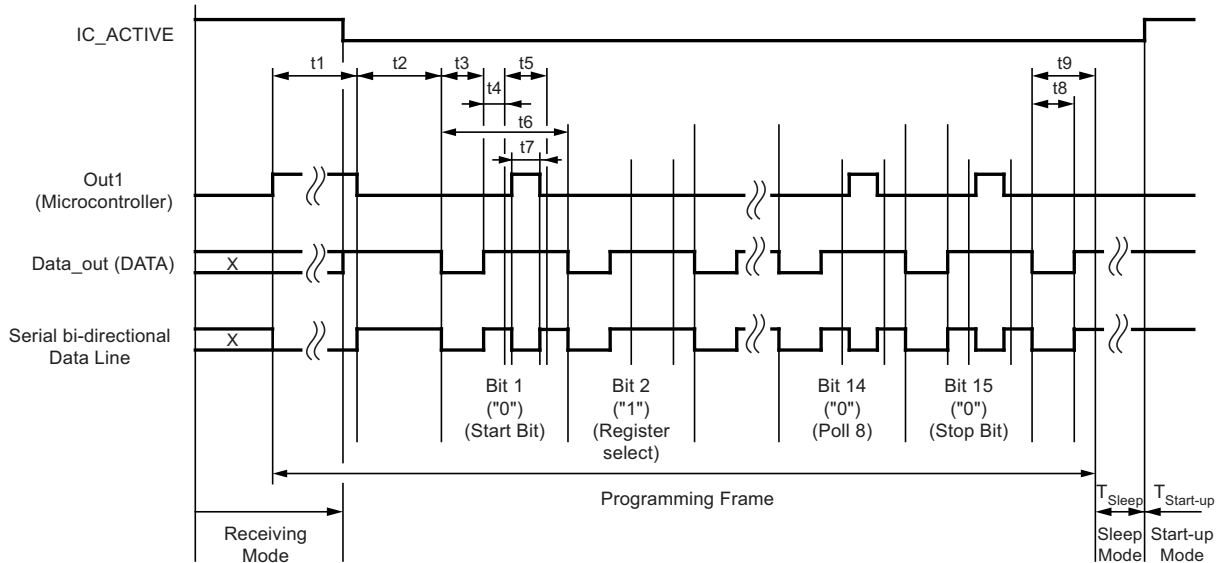 IC_ACTIVE
t1
t2
t3
t5
t9
t4
t8
t6
t7
Out1
(Microcontroller)
Data_out (DATA)
X
Serial bi-directional
Data Line
X
Bit 1
("0")
(Start Bit)
Bit 2
("1")
(Register
select)
Bit 14
("0")
(Poll 8)
Bit 15
("0")
(Stop Bit)
Programming Frame
TSleep
TStart-up
Receiving
Mode
Sleep
Mode
Start-up
Mode